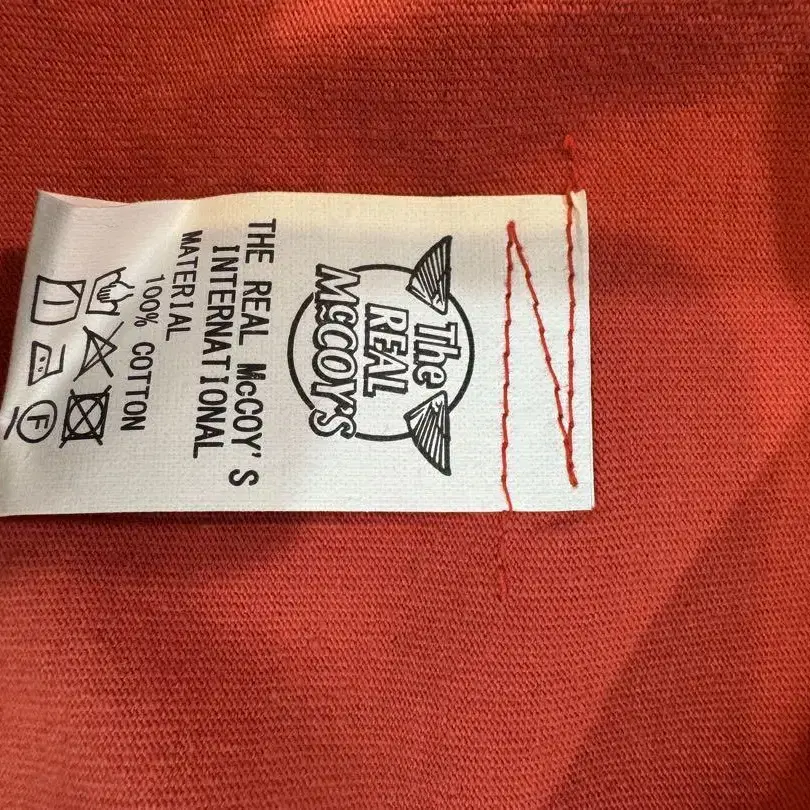 The
REAL
McCOY'S
THE REAL McCOY'S
INTERNATIONAL
MATERIAL
100% COTTON
F